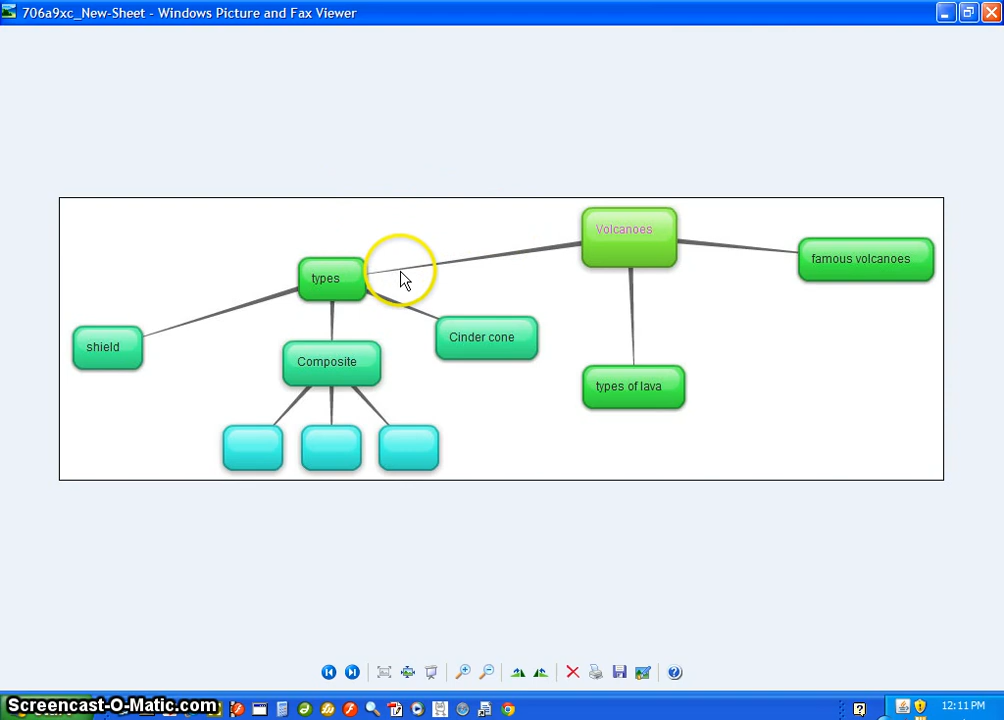 706a9xc_New-Sheet - Windows Picture and Fax Viewer
Volcanoes
famous volcanoes
types
Cinder cone
shield
Composite
types of lava
Screencast-O-Matic.com
12:11 PM